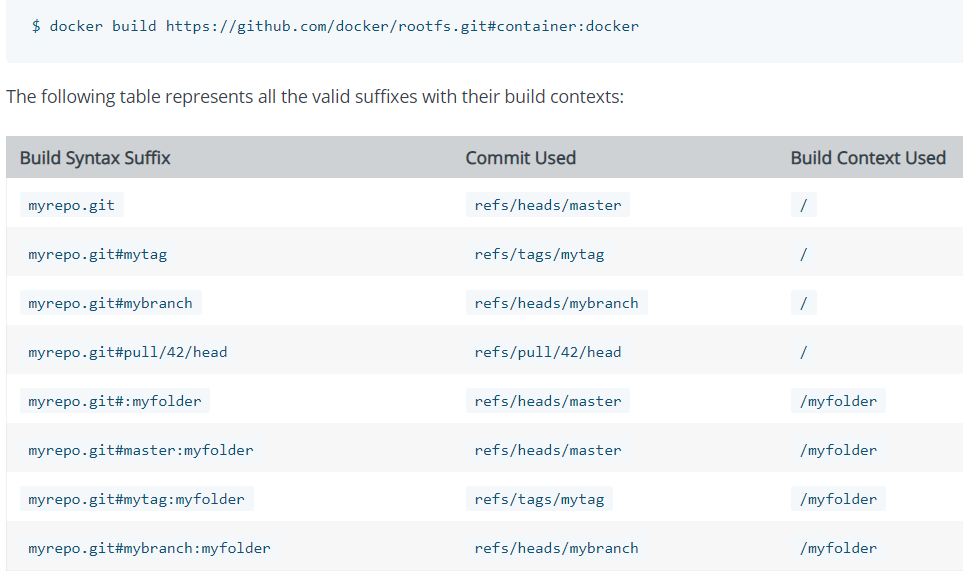 $ docker build https://github.com/docker/rootfs.git#container:docker
The following table represents all the valid suffixes with their build contexts:
Build Syntax Suffix Commit Used Build Context Used
myrepo.git refs/heads/master /
myrepo.git#mytag refs/tags/mytag /
myrepo.git#mybranch refs/heads/mybranch /
myrepo.git#pull/42/head refs/pull/42/head /
myrepo.git#:myfolder refs/heads/master /myfolder
myrepo.git#master:myfolder refs/heads/master /myfolder
myrepo.git#mytag:myfolder refs/tags/mytag /myfolder
myrepo.git#mybranch:myfolder refs/heads/mybranch /myfolder